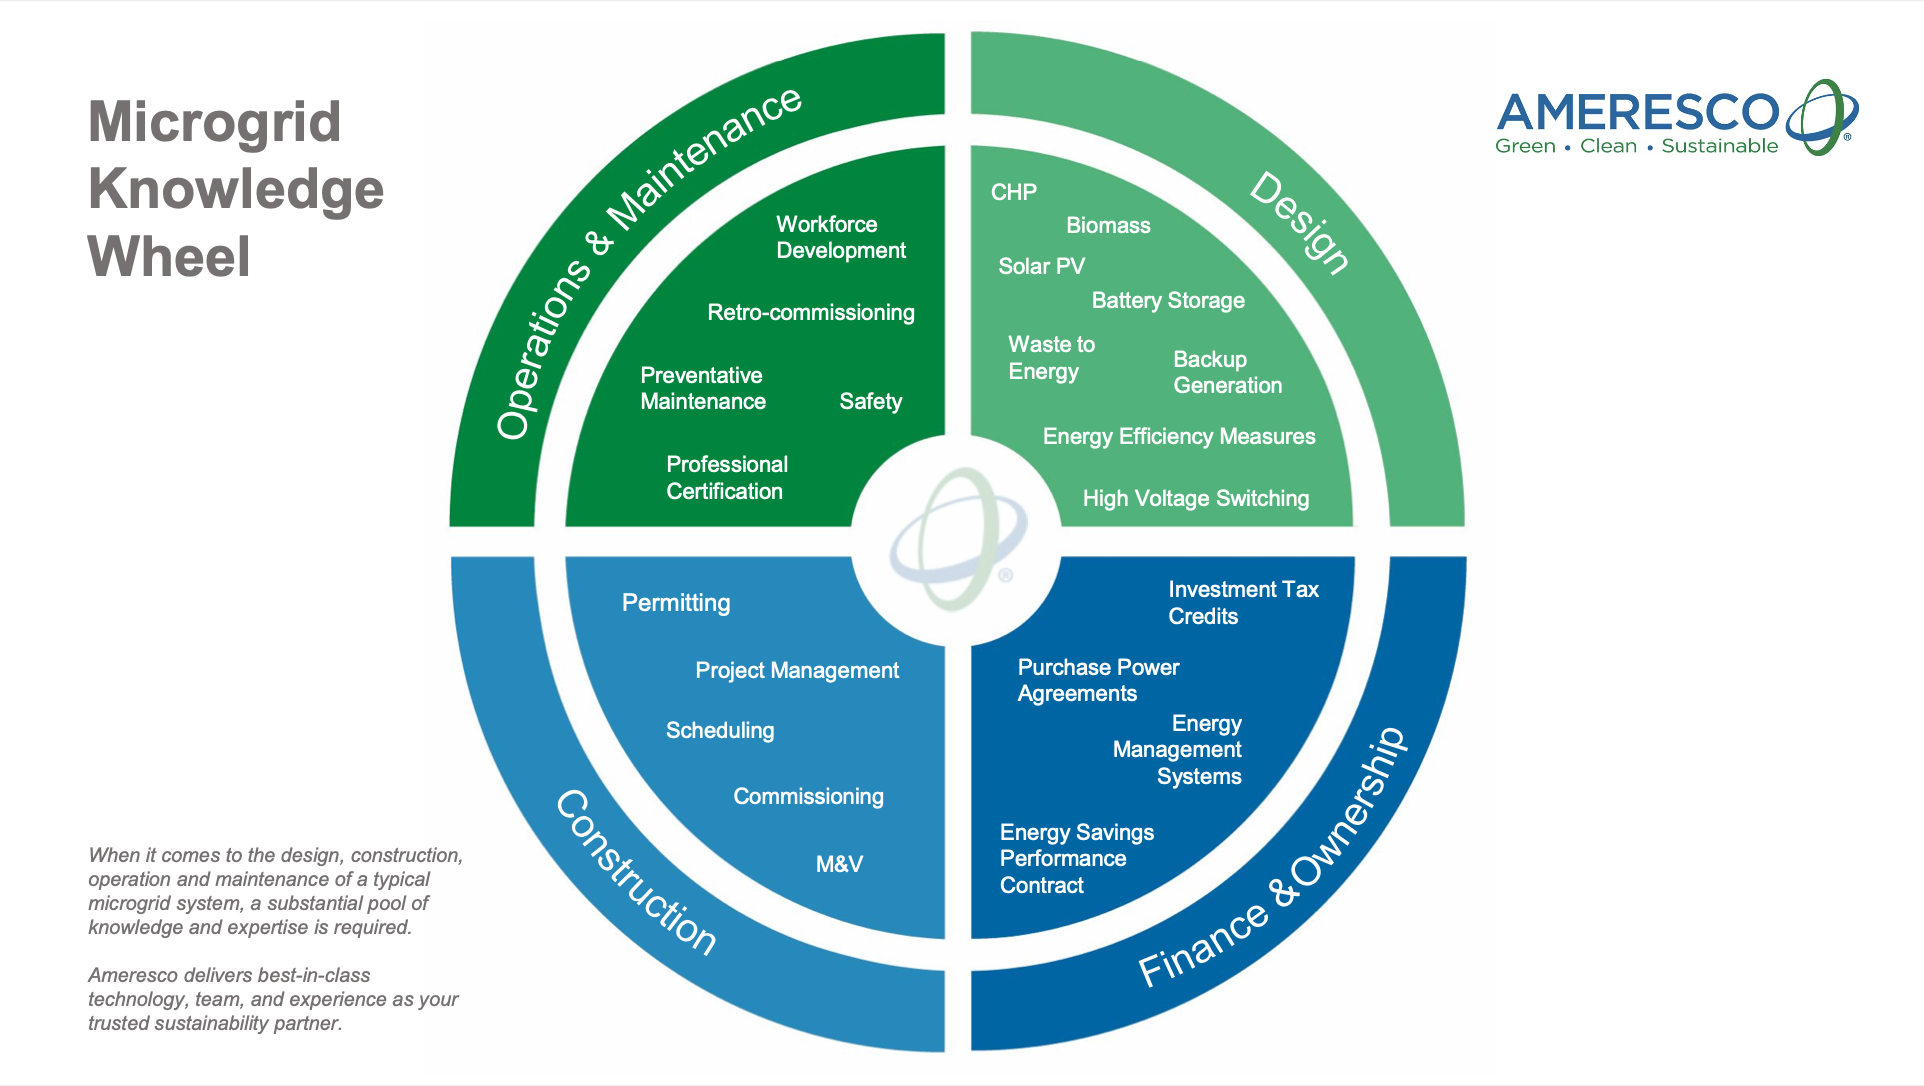 Microgrid
Knowledge
Wheel
AMERESCO
®
Green • Clean • Sustainable
Operations & Maintenance
Workforce
Development
Retro-commissioning
Preventative
Maintenance
Safety
Professional
Certification
Design
CHP
Biomass
Solar PV
Battery Storage
Waste to
Energy
Backup
Generation
Energy Efficiency Measures
High Voltage Switching
®
Construction
Permitting
Project Management
Scheduling
Commissioning
M&V
Finance &Ownership
Investment Tax
Credits
Purchase Power
Agreements
Energy
Management
Systems
Energy Savings
Performance
Contract
When it comes to the design, construction,
operation and maintenance of a typical
microgrid system, a substantial pool of
knowledge and expertise is required.
Ameresco delivers best-in-class
technology, team, and experience as your
trusted sustainability partner.